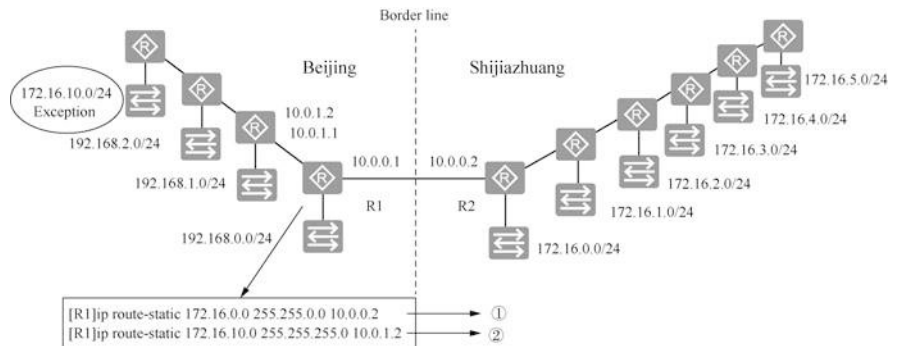 Border line
Beijing
Shijiazhuang
R
R
R
R
R
R
R
R
R
R
172.16.10.0/24
Exception
192.168.2.0/24
192.168.1.0/24
192.168.0.0/24
10.0.1.2
10.0.1.1
10.0.0.1
10.0.0.2
R1
R2
172.16.5.0/24
172.16.4.0/24
172.16.3.0/24
172.16.2.0/24
172.16.1.0/24
172.16.0.0/24
[R1]ip route-static 172.16.0.0 255.255.0.0 10.0.0.2 ①
[R1]ip route-static 172.16.10.0 255.255.255.0 10.0.1.2 ②